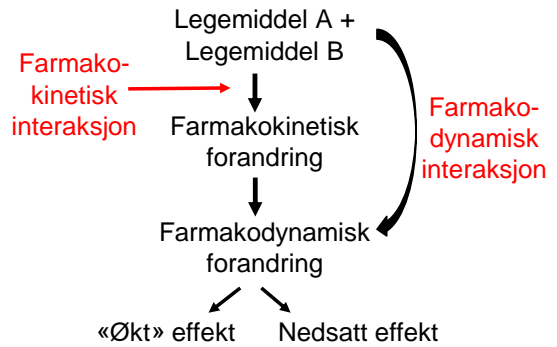 Legemiddel A +
Legemiddel B
Farmako-
kinetisk
interaksjon
Farmakokinetisk
forandring
Farmako-
dynamisk
interaksjon
Farmakodynamisk
forandring
«Økt» effekt
Nedsatt effekt